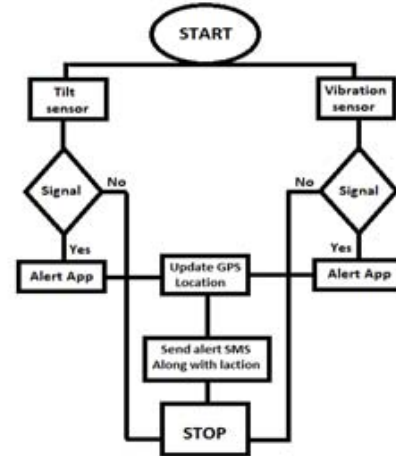 START
Tilt
sensor
Vibration
sensor
Signal
No
No
Signal
Yes
Yes
Alert App
Update GPS
Location
Alert App
Send alert SMS
Along with laction
STOP